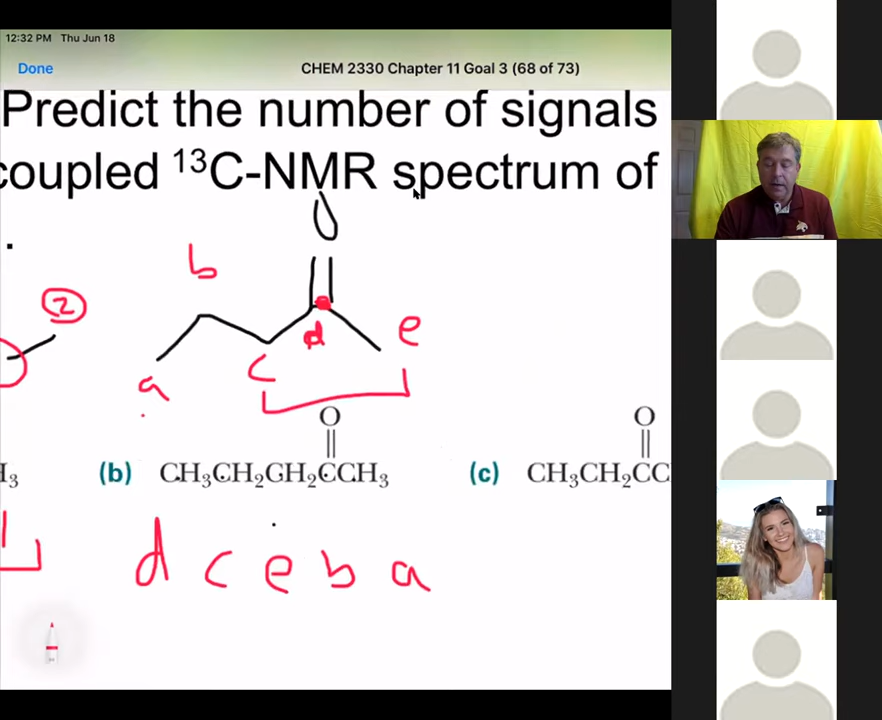 12:32 PM Thu Jun 18
Done
CHEM 2330 Chapter 11 Goal 3 (68 of 73)
Predict the number of signals
coupled ¹³C-NMR spectrum of
.
O
b
2
d
e
c
a
O
O
H₃
(b) CH₃CH₂CH₂CCH₃
(c) CH₃CH₂CC
d c e b a